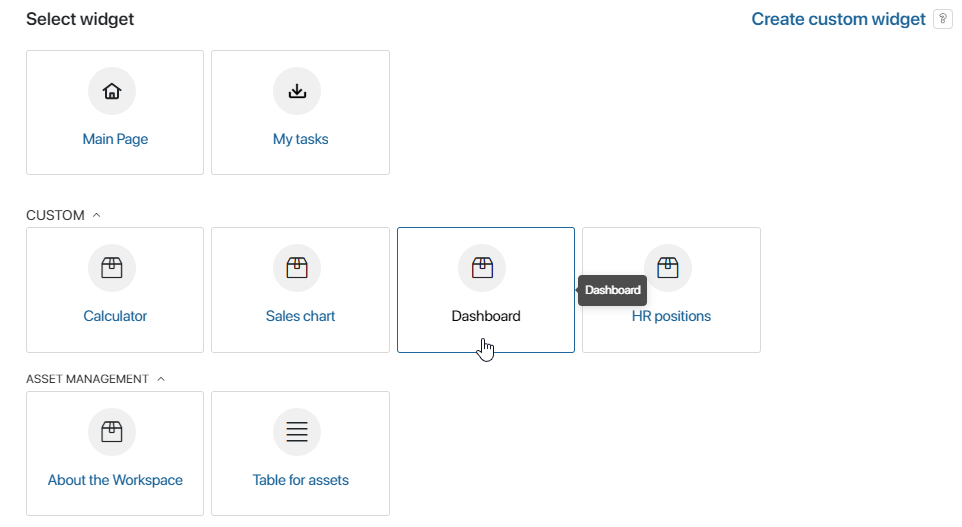 Select widget
Create custom widget ?
Main Page
My tasks
CUSTOM
Calculator
Sales chart
Dashboard
Dashboard
HR positions
ASSET MANAGEMENT
About the Workspace
Table for assets